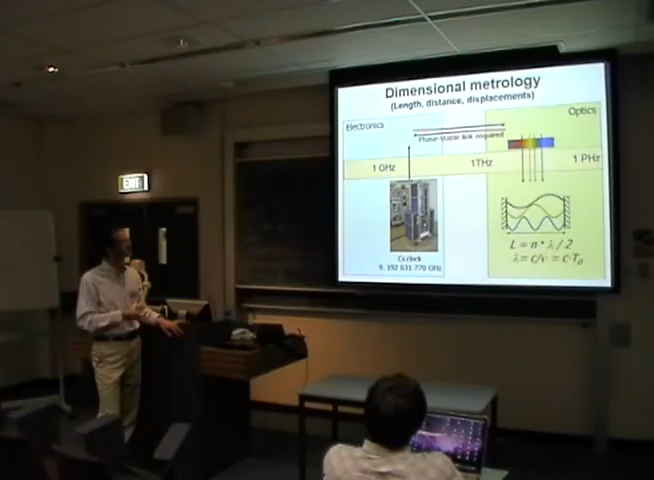 EXIT
Dimensional metrology
(Length, distance, displacements)
Electronics
Optics
Phase-stable link required
1 GHz
1THz
1 PHz
Cs clock
9, 192 631 770 GHz
L = n * λ / 2
λ = c/ν = c·T₀